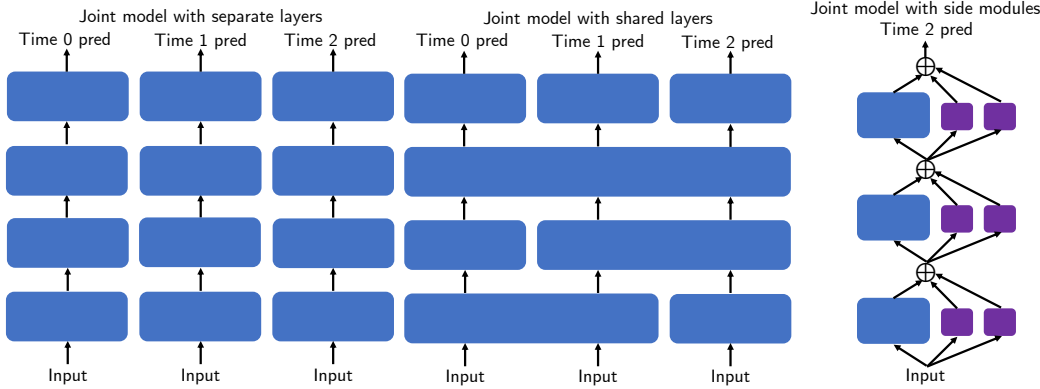 Joint model with separate layers
Time 0 pred Time 1 pred Time 2 pred
Input Input Input
Joint model with shared layers
Time 0 pred Time 1 pred Time 2 pred
Input Input Input
Joint model with side modules
Time 2 pred
Input